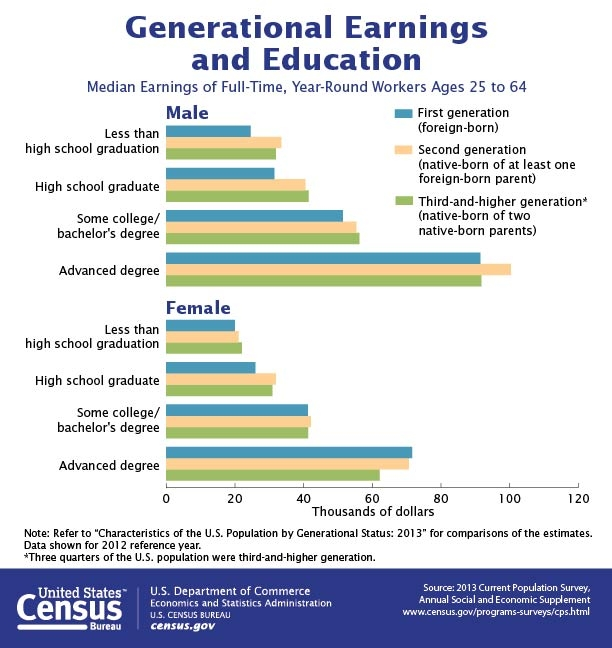 Generational Earnings
and Education
Median Earnings of Full-Time, Year-Round Workers Ages 25 to 64
Male
First generation
(foreign-born)
Second generation
(native-born of at least one
foreign-born parent)
Third-and-higher generation*
(native-born of two
native-born parents)
Less than
high school graduation
High school graduate
Some college/
bachelor's degree
Advanced degree
Female
Less than
high school graduation
High school graduate
Some college/
bachelor's degree
Advanced degree
0 20 40 60 80 100 120
Thousands of dollars
Note: Refer to "Characteristics of the U.S. Population by Generational Status: 2013" for comparisons of the estimates.
Data shown for 2012 reference year.
*Three quarters of the U.S. population were third-and-higher generation.
United States™
Census
Bureau
U.S. Department of Commerce
Economics and Statistics Administration
U.S. CENSUS BUREAU
census.gov
Source: 2013 Current Population Survey,
Annual Social and Economic Supplement
www.census.gov/programs-surveys/cps.html